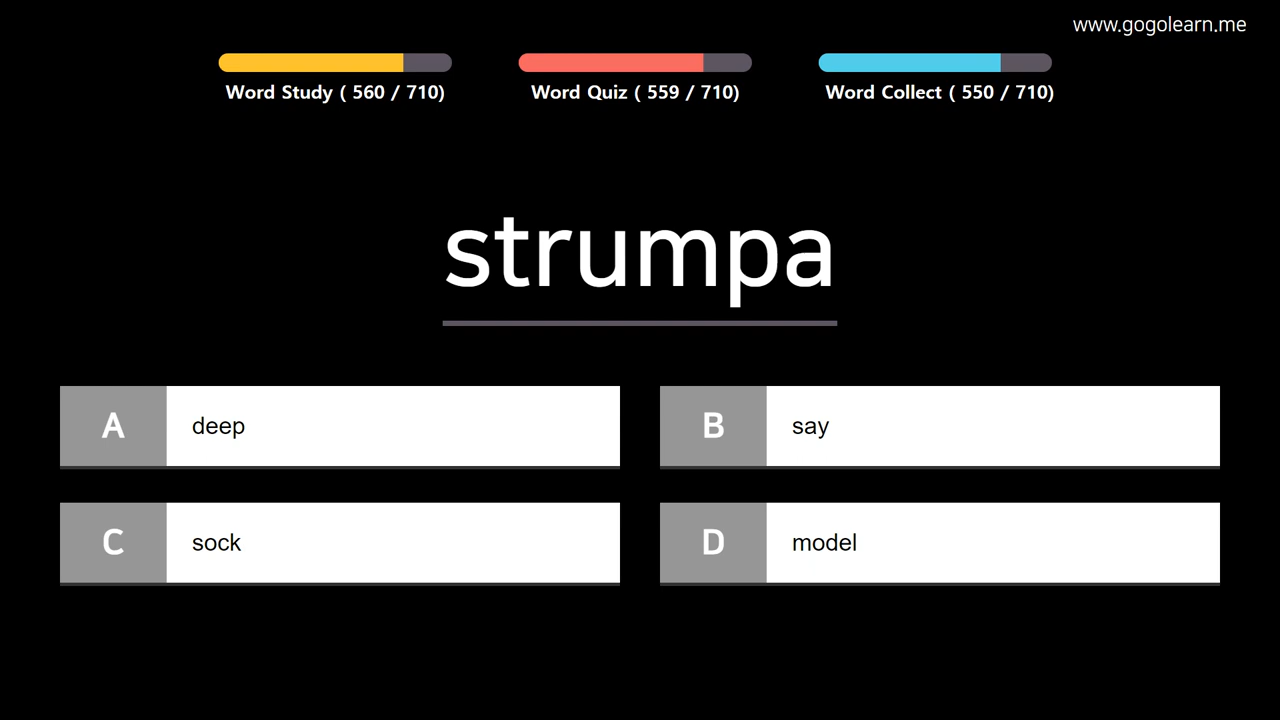 www.gogolearn.me
Word Study ( 560 / 710)
Word Quiz ( 559 / 710)
Word Collect ( 550 / 710)
strumpa
A deep
B say
C sock
D model